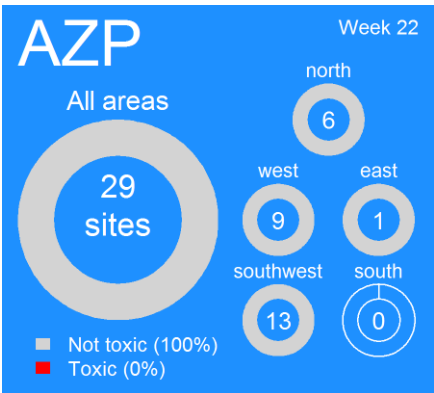 AZP
Week 22
All areas
29
sites
north
6
west
9
east
1
southwest
13
south
0
Not toxic (100%)
Toxic (0%)